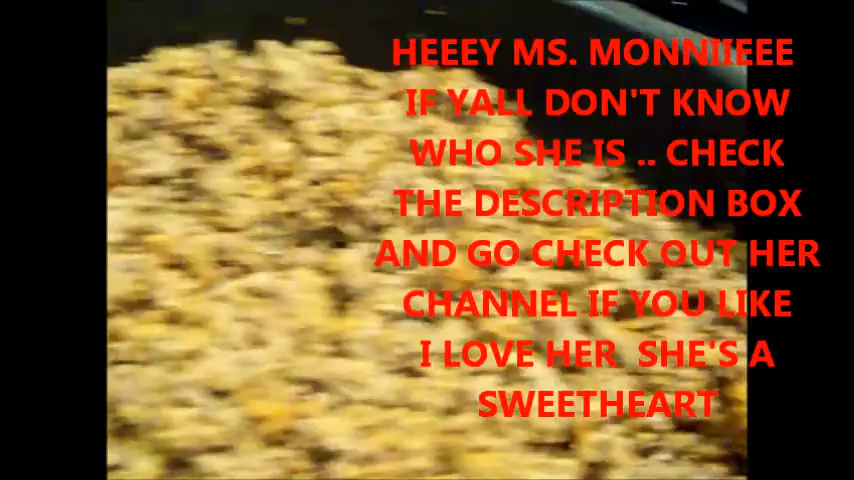 HEEEY MS. MONNIIEEE
IF YALL DON'T KNOW
WHO SHE IS .. CHECK
THE DESCRIPTION BOX
AND GO CHECK OUT HER
CHANNEL IF YOU LIKE
I LOVE HER  SHE'S A
SWEETHEART